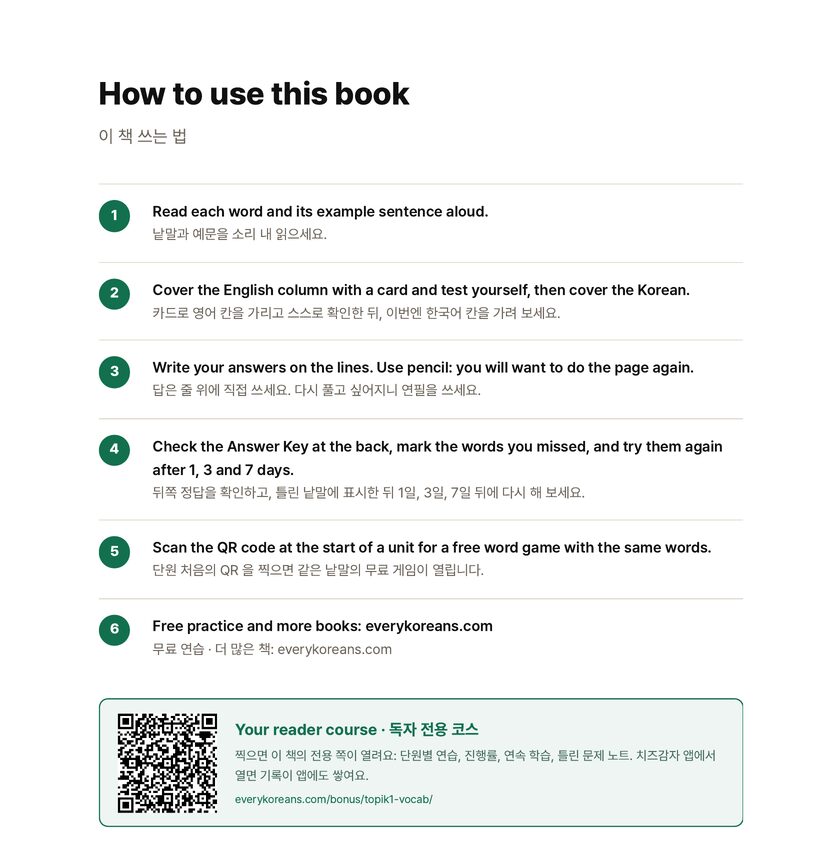 How to use this book
이 책 쓰는 법
1
Read each word and its example sentence aloud.
낱말과 예문을 소리 내 읽으세요.
2
Cover the English column with a card and test yourself, then cover the Korean.
카드로 영어 칸을 가리고 스스로 확인한 뒤, 이번엔 한국어 칸을 가려 보세요.
3
Write your answers on the lines. Use pencil: you will want to do the page again.
답은 줄 위에 직접 쓰세요. 다시 풀고 싶어지니 연필을 쓰세요.
4
Check the Answer Key at the back, mark the words you missed, and try them again
after 1, 3 and 7 days.
뒤쪽 정답을 확인하고, 틀린 낱말에 표시한 뒤 1일, 3일, 7일 뒤에 다시 해 보세요.
5
Scan the QR code at the start of a unit for a free word game with the same words.
단원 처음의 QR 을 찍으면 같은 낱말의 무료 게임이 열립니다.
6
Free practice and more books: everykoreans.com
무료 연습 · 더 많은 책: everykoreans.com
Your reader course · 독자 전용 코스
찍으면 이 책의 전용 쪽이 열려요: 단원별 연습, 진행률, 연속 학습, 틀린 문제 노트. 치즈감자 앱에서
열면 기록이 앱에도 쌓여요.
everykoreans.com/bonus/topik1-vocab/